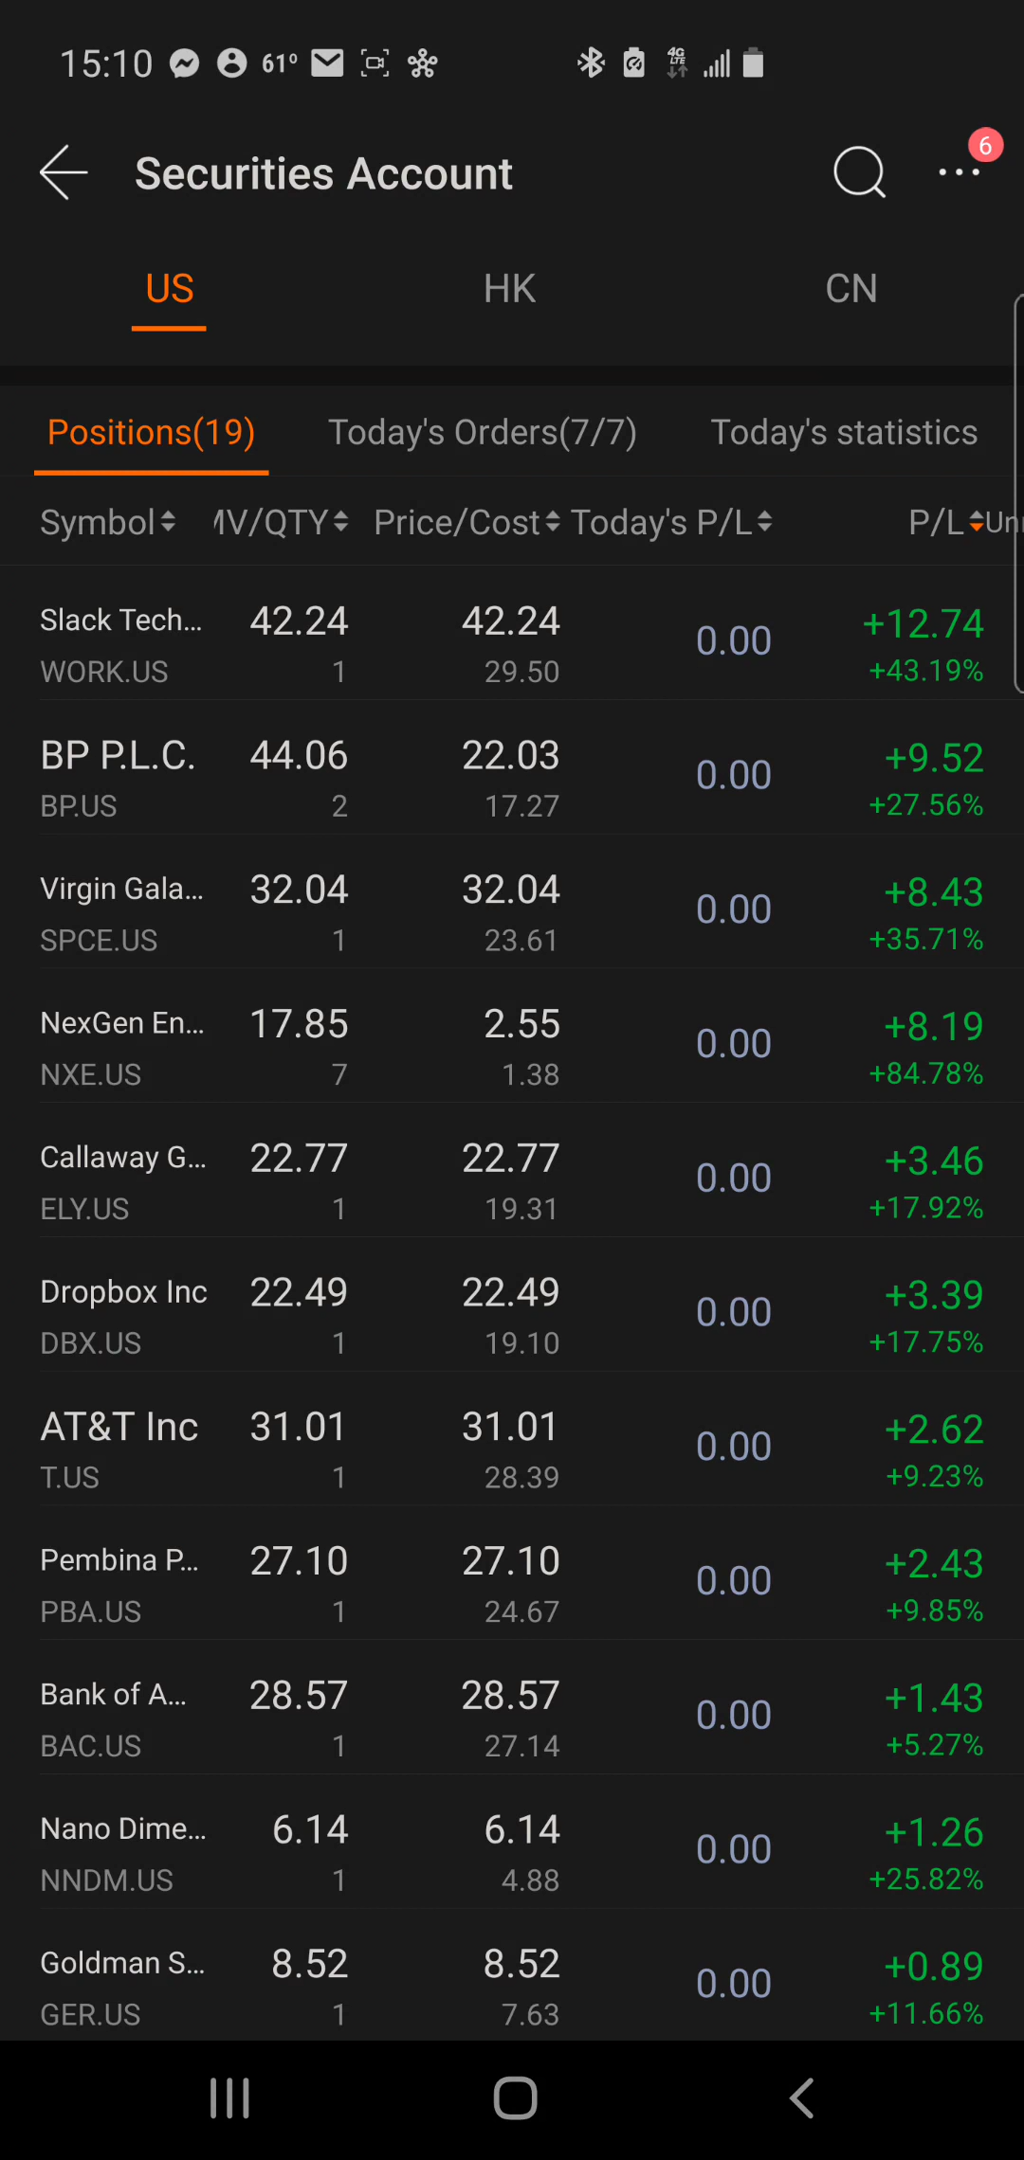 15:10 61° 4G LTE
Securities Account 6
US HK CN
Positions(19) Today's Orders(7/7) Today's statistics
Symbol MV/QTY Price/Cost Today's P/L P/L Un
Slack Tech... 42.24 42.24 0.00 +12.74
WORK.US 1 29.50 +43.19%
BP P.L.C. 44.06 22.03 0.00 +9.52
BP.US 2 17.27 +27.56%
Virgin Gala... 32.04 32.04 0.00 +8.43
SPCE.US 1 23.61 +35.71%
NexGen En... 17.85 2.55 0.00 +8.19
NXE.US 7 1.38 +84.78%
Callaway G... 22.77 22.77 0.00 +3.46
ELY.US 1 19.31 +17.92%
Dropbox Inc 22.49 22.49 0.00 +3.39
DBX.US 1 19.10 +17.75%
AT&T Inc 31.01 31.01 0.00 +2.62
T.US 1 28.39 +9.23%
Pembina P... 27.10 27.10 0.00 +2.43
PBA.US 1 24.67 +9.85%
Bank of A... 28.57 28.57 0.00 +1.43
BAC.US 1 27.14 +5.27%
Nano Dime... 6.14 6.14 0.00 +1.26
NNDM.US 1 4.88 +25.82%
Goldman S... 8.52 8.52 0.00 +0.89
GER.US 1 7.63 +11.66%